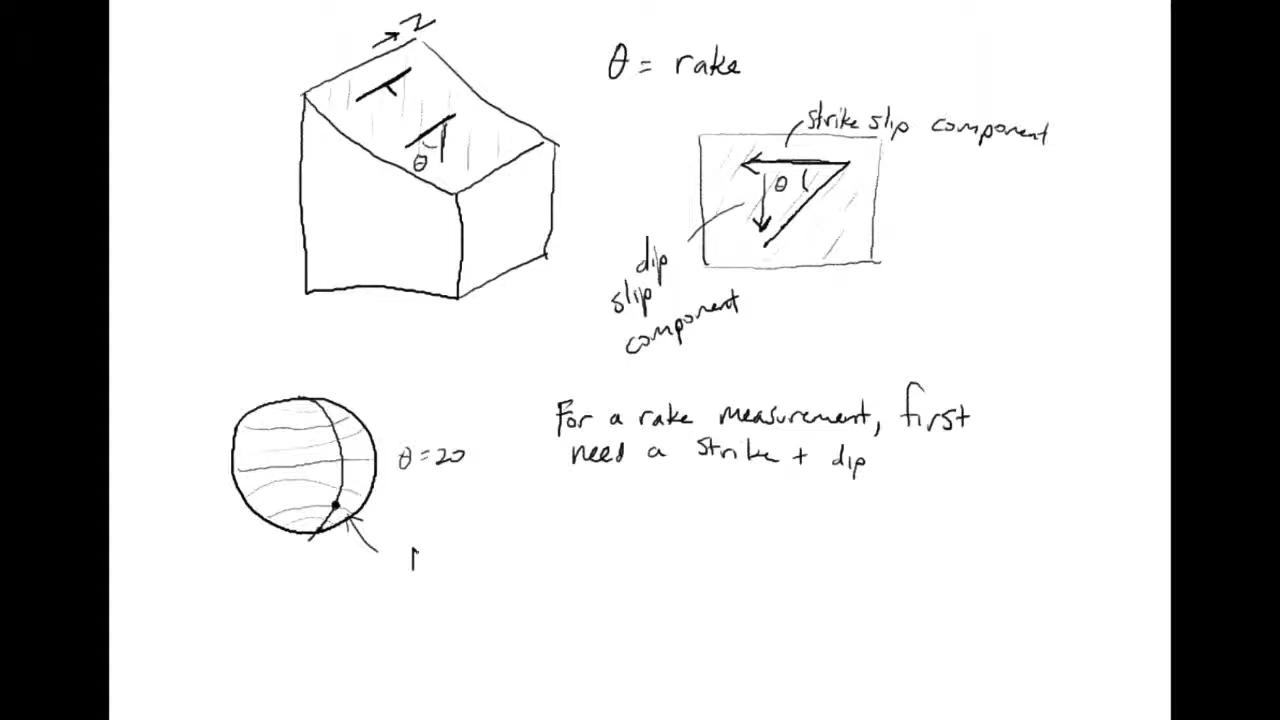 → N
θ = rake
strike slip component
θ
θ
dip
slip
component
For a rake measurement, first
need a strike + dip
θ = 20